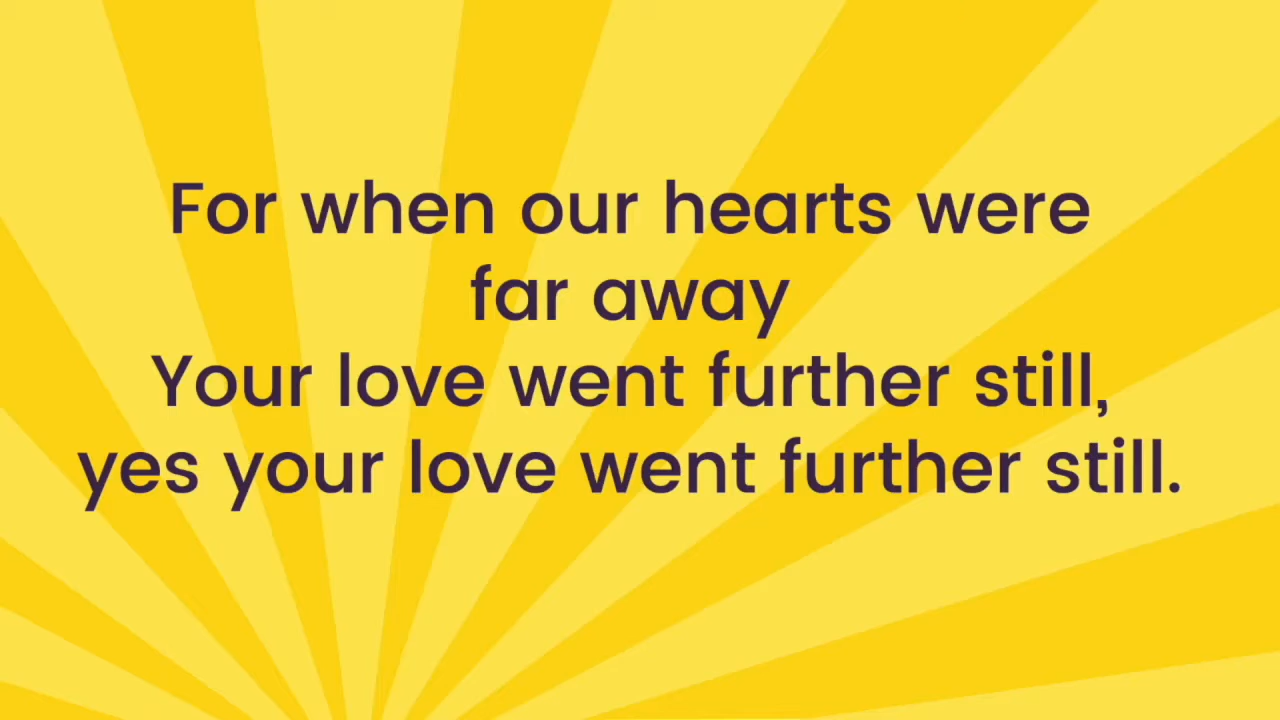 For when our hearts were
far away
Your love went further still,
yes your love went further still.